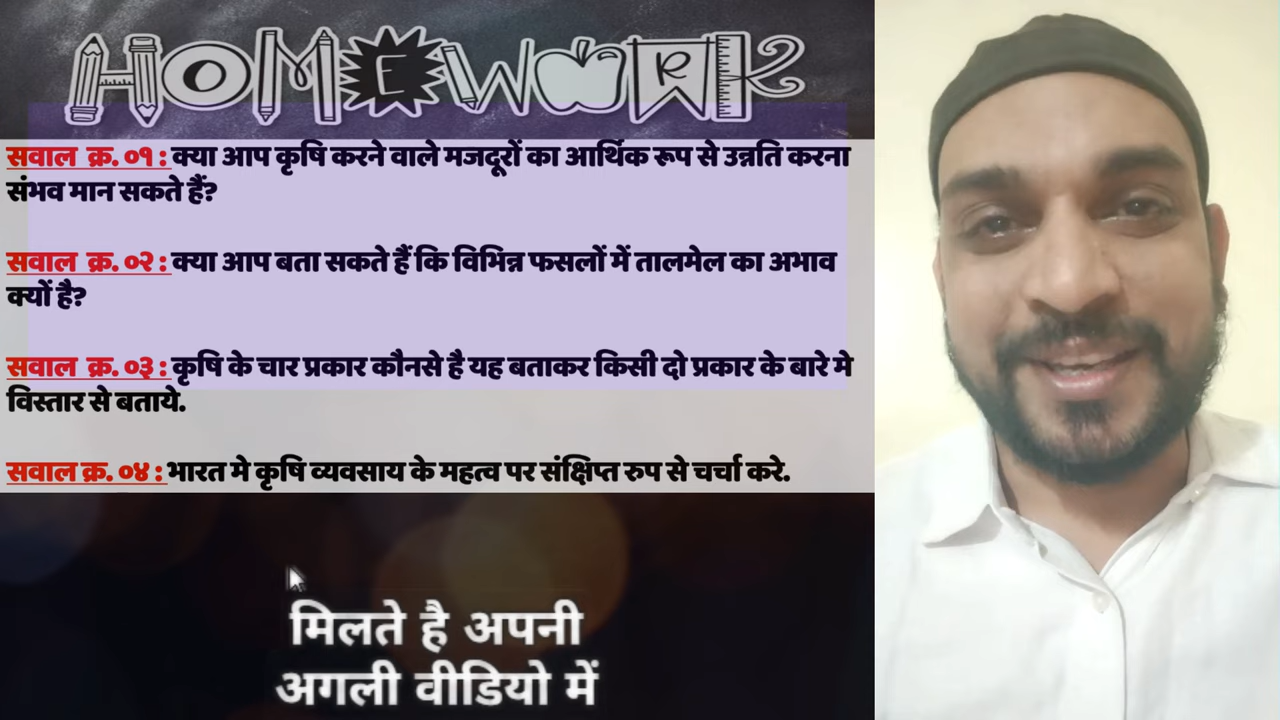 HOMEWORK
सवाल क्र. ०१ : क्या आप कृषि करने वाले मजदूरों का आर्थिक रूप से उन्नति करना
संभव मान सकते हैं?
सवाल क्र. ०२ : क्या आप बता सकते हैं कि विभिन्न फसलों में तालमेल का अभाव
क्यों है?
सवाल क्र. ०३ : कृषि के चार प्रकार कौनसे है यह बताकर किसी दो प्रकार के बारे मे
विस्तार से बताये.
सवाल क्र. ०४ : भारत मे कृषि व्यवसाय के महत्व पर संक्षिप्त रुप से चर्चा करे.
मिलते है अपनी
अगली वीडियो में